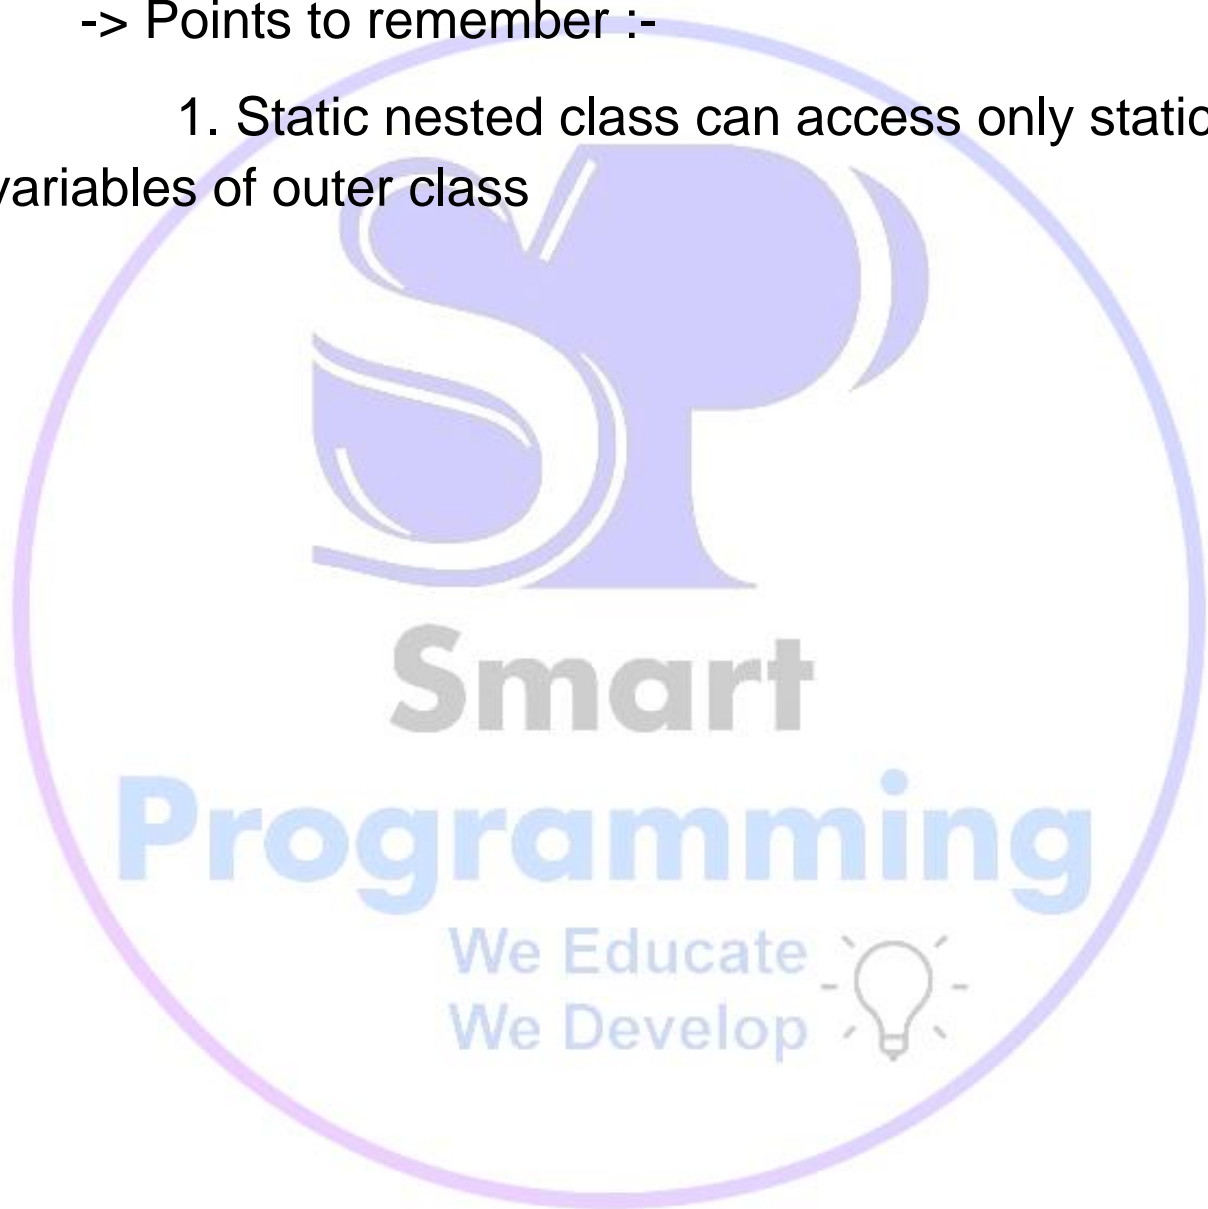 -> Points to remember :-
1. Static nested class can access only static
variables of outer class
SP
Smart
Programming
We Educate
We Develop